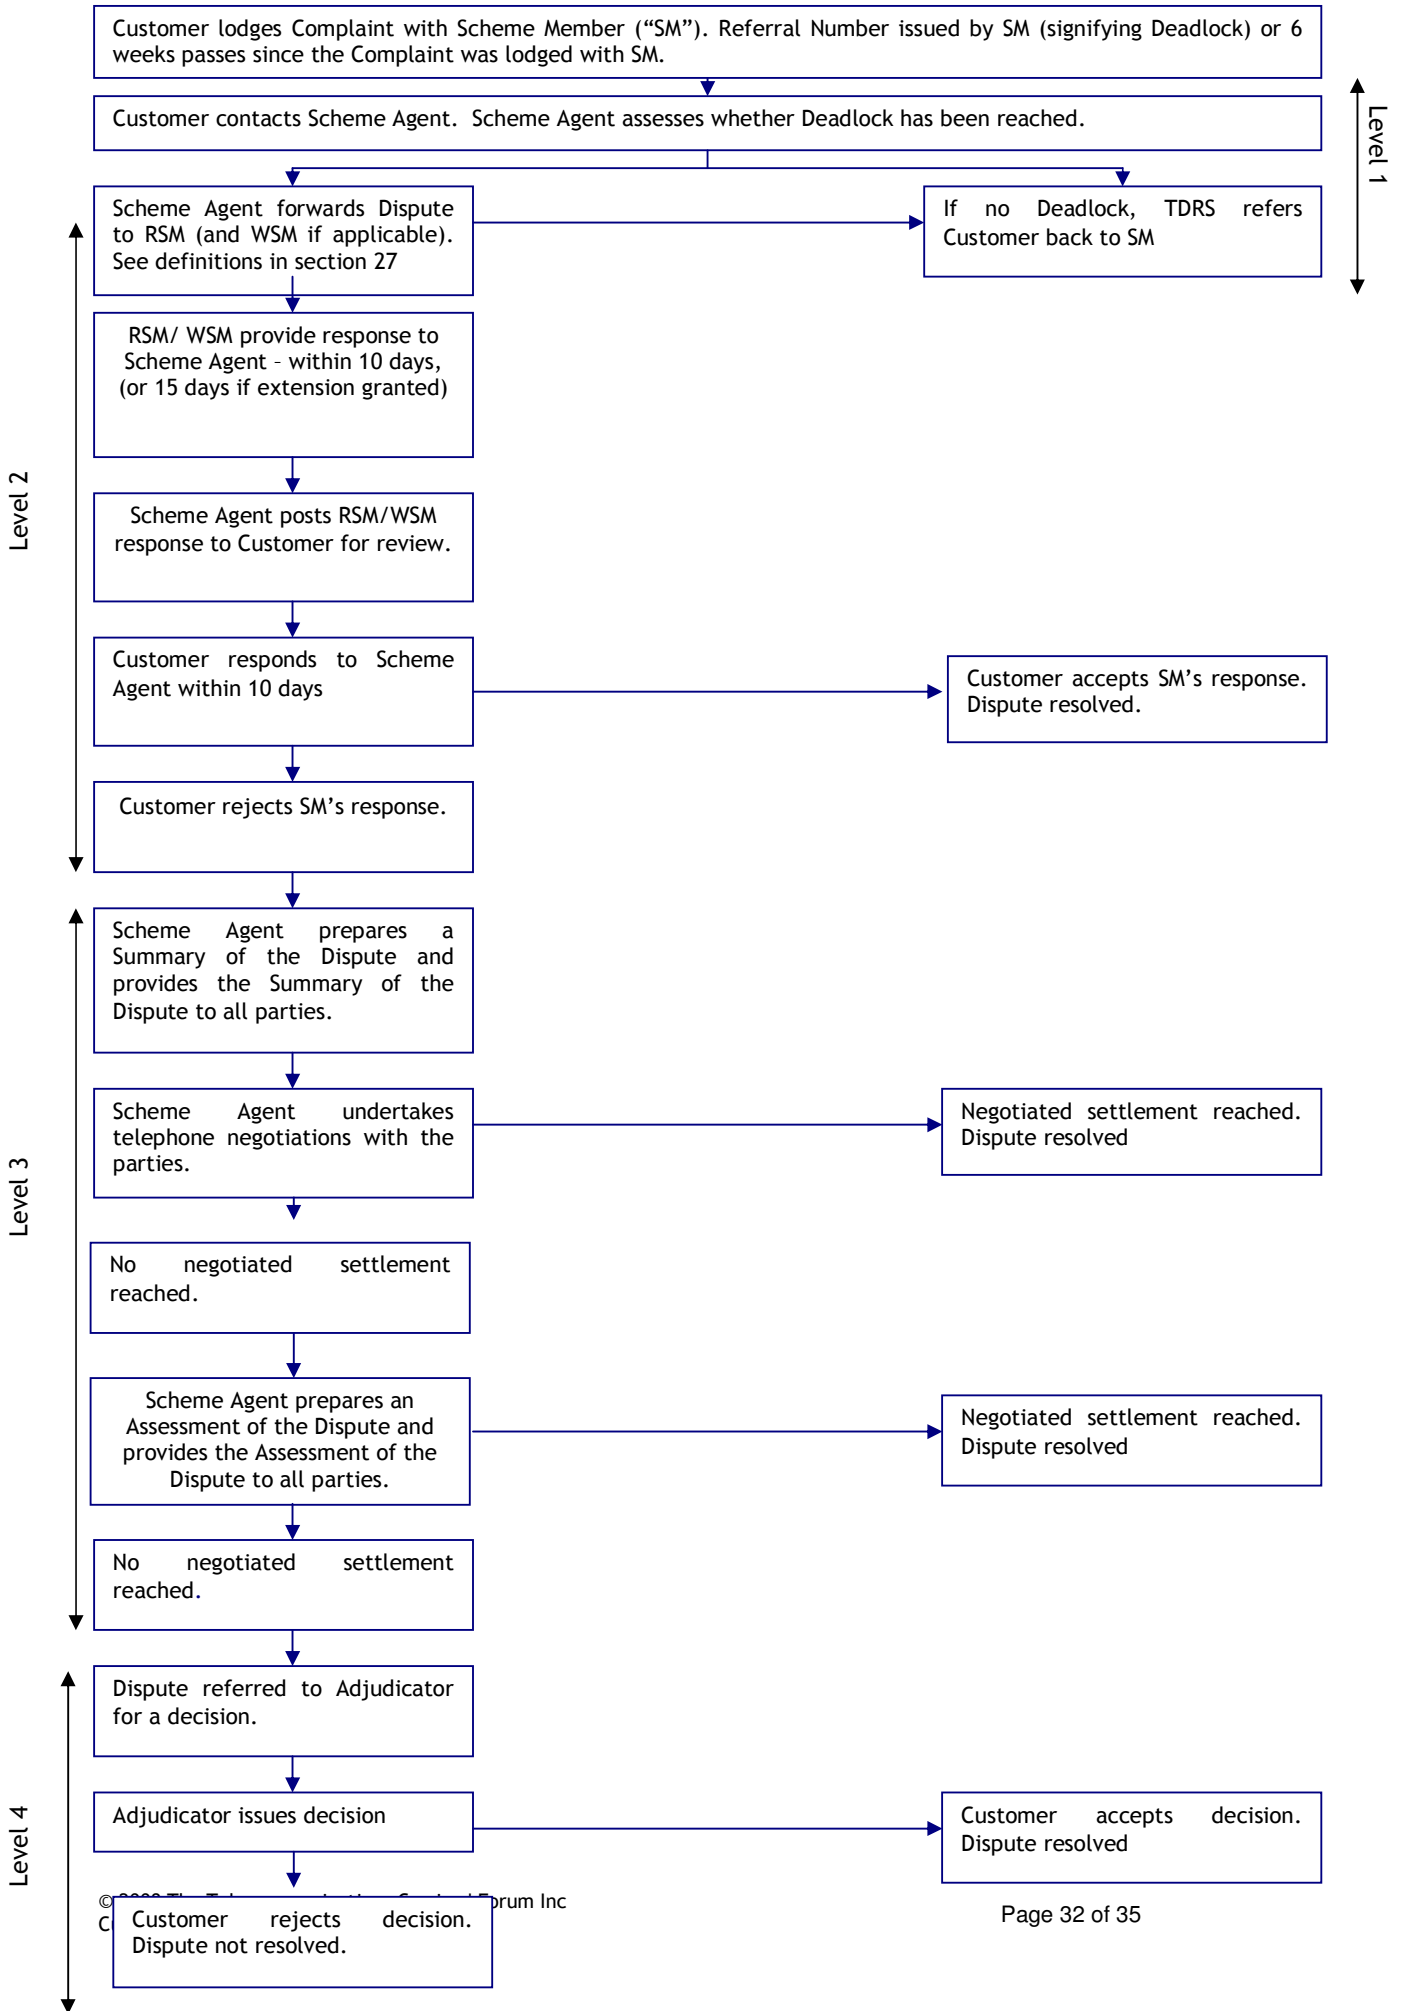 Customer lodges Complaint with Scheme Member (“SM”). Referral Number issued by SM (signifying Deadlock) or 6
weeks passes since the Complaint was lodged with SM.
Customer contacts Scheme Agent. Scheme Agent assesses whether Deadlock has been reached.
Level 1
Scheme Agent forwards Dispute
to RSM (and WSM if applicable).
See definitions in section 27
If no Deadlock, TDRS refers
Customer back to SM
RSM/ WSM provide response to
Scheme Agent – within 10 days,
(or 15 days if extension granted)
Level 2
Scheme Agent posts RSM/WSM
response to Customer for review.
Customer responds to Scheme
Agent within 10 days
Customer accepts SM’s response.
Dispute resolved.
Customer rejects SM’s response.
Scheme Agent prepares a
Summary of the Dispute and
provides the Summary of the
Dispute to all parties.
Scheme Agent undertakes
telephone negotiations with the
parties.
Negotiated settlement reached.
Dispute resolved
Level 3
No negotiated settlement
reached.
Scheme Agent prepares an
Assessment of the Dispute and
provides the Assessment of the
Dispute to all parties.
Negotiated settlement reached.
Dispute resolved
No negotiated settlement
reached.
Dispute referred to Adjudicator
for a decision.
Level 4
Adjudicator issues decision
Customer accepts decision.
Dispute resolved
© Forum Inc
Customer rejects decision.
Dispute not resolved.
Page 32 of 35